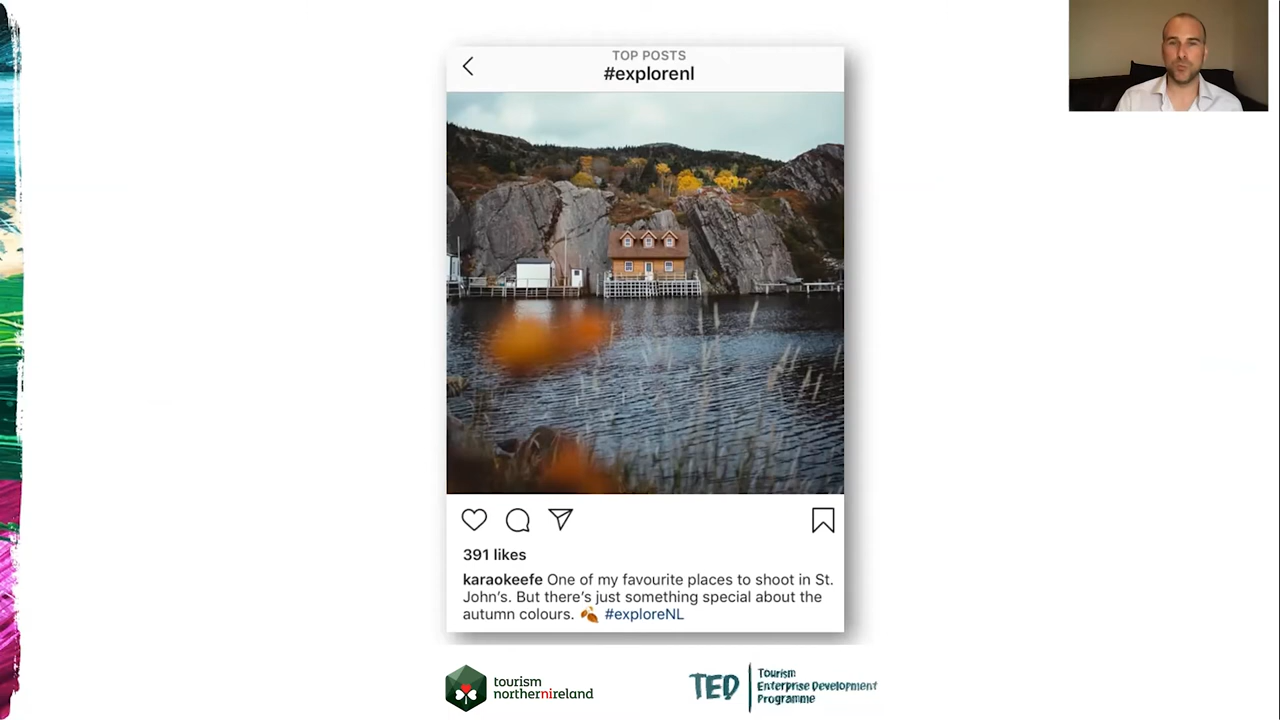 TOP POSTS
#explorenl
391 likes
karaokeefe One of my favourite places to shoot in St.
John's. But there's just something special about the
autumn colours. 🍂 #exploreNL
tourism
northernireland
TED
Tourism
Enterprise Development
Programme